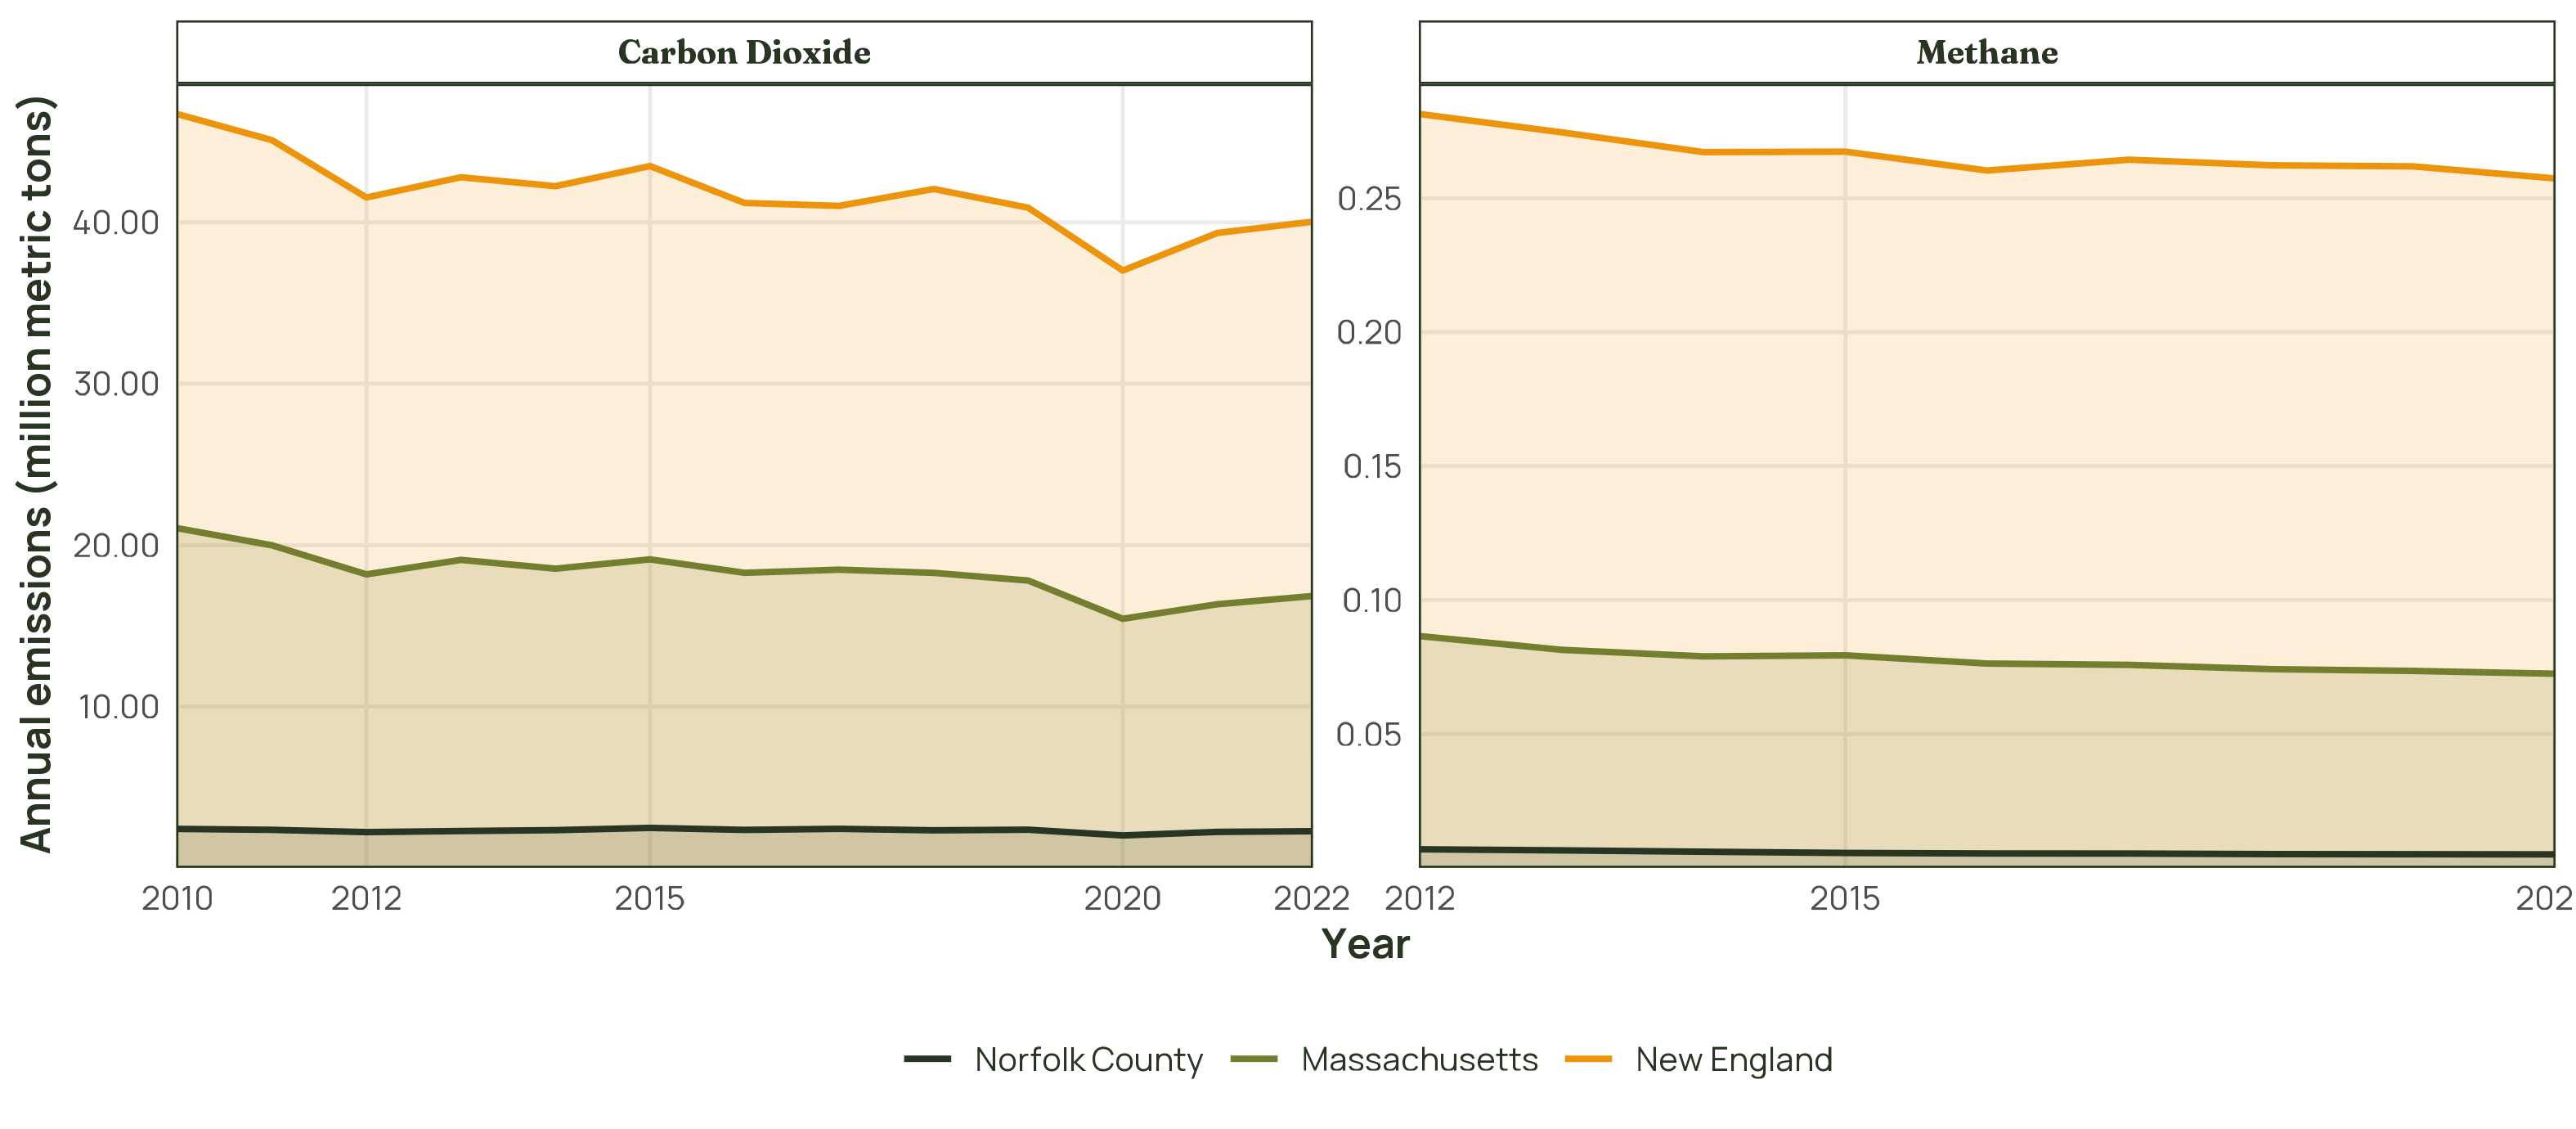 Carbon Dioxide
Methane
Annual emissions (million metric tons)
40.00
30.00
20.00
10.00
0.25
0.20
0.15
0.10
0.05
2010 2012 2015 2020 2022
2012 2015 202
Year
Norfolk County Massachusetts New England